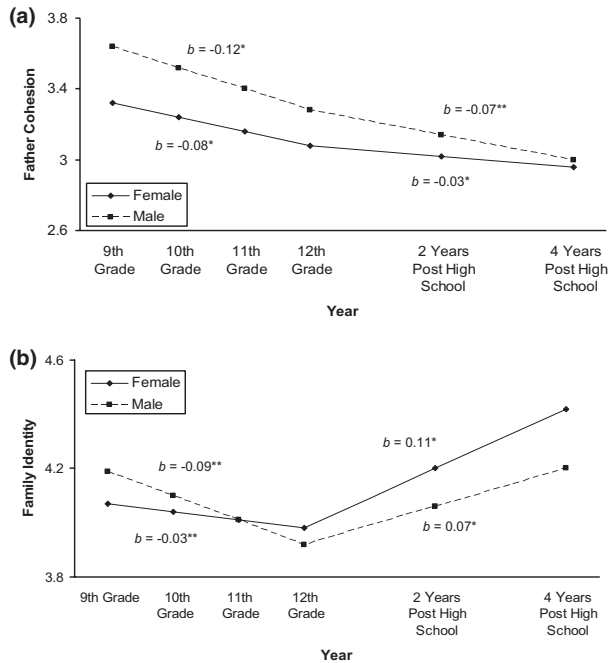 (a)
3.8
3.4
3
2.6
Father Cohesion
b = -0.12*
b = -0.07**
b = -0.08*
b = -0.03*
Female
Male
9th
Grade
10th
Grade
11th
Grade
12th
Grade
2 Years
Post High
School
4 Years
Post High
School
Year
(b)
4.6
4.2
3.8
Family Identity
Female
Male
b = -0.09**
b = 0.11*
b = -0.03**
b = 0.07*
9th Grade
10th
Grade
11th
Grade
12th
Grade
2 Years
Post High
School
4 Years
Post High
School
Year